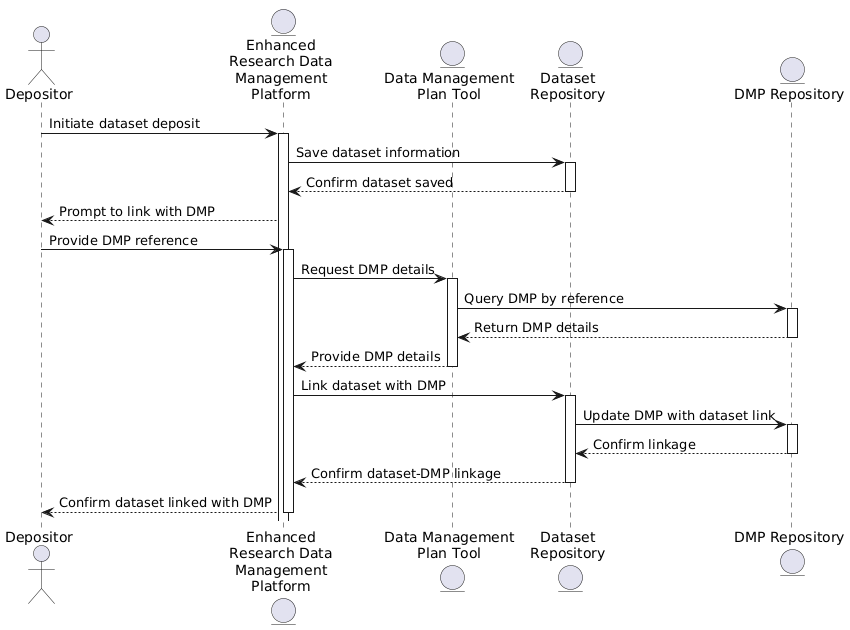 Depositor
Enhanced
Research Data
Management
Platform
Data Management
Plan Tool
Dataset
Repository
DMP Repository
Initiate dataset deposit
Save dataset information
Confirm dataset saved
Prompt to link with DMP
Provide DMP reference
Request DMP details
Query DMP by reference
Return DMP details
Provide DMP details
Link dataset with DMP
Update DMP with dataset link
Confirm linkage
Confirm dataset-DMP linkage
Confirm dataset linked with DMP
Depositor
Enhanced
Research Data
Management
Platform
Data Management
Plan Tool
Dataset
Repository
DMP Repository